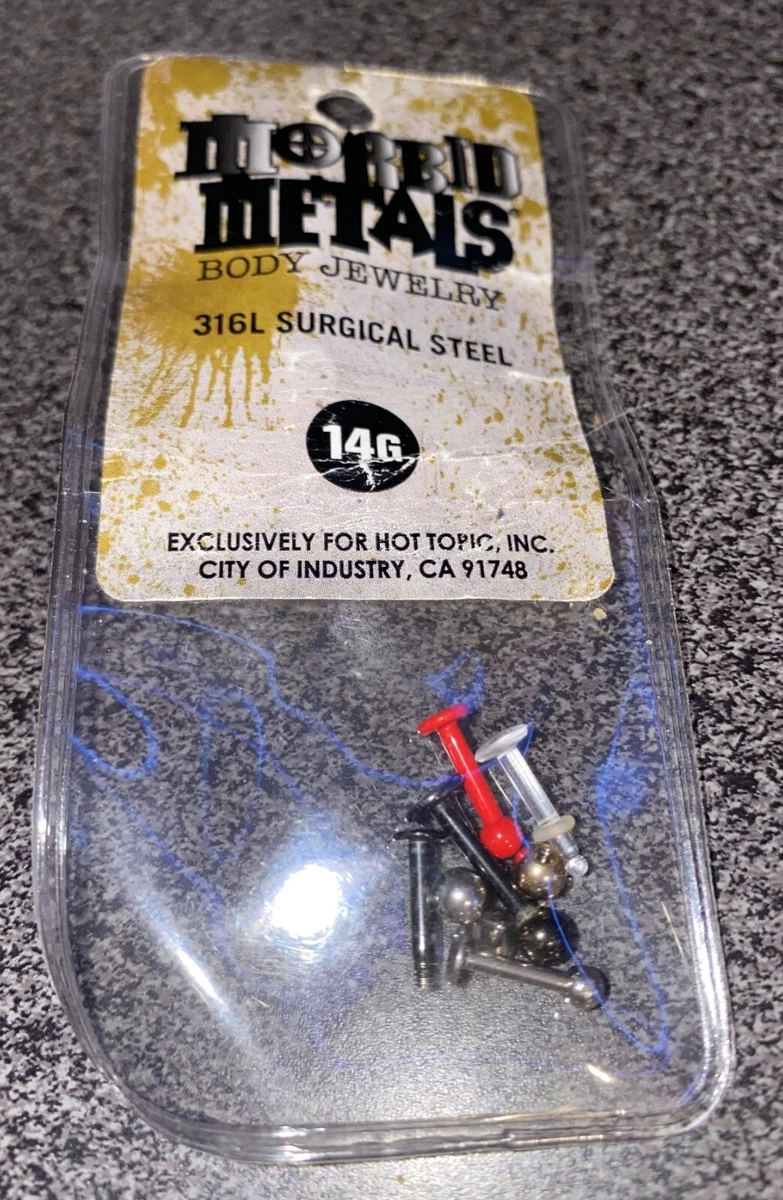 MORBID
METALS
BODY JEWELRY
316L SURGICAL STEEL
14G
EXCLUSIVELY FOR HOT TOPIC, INC.
CITY OF INDUSTRY, CA 91748